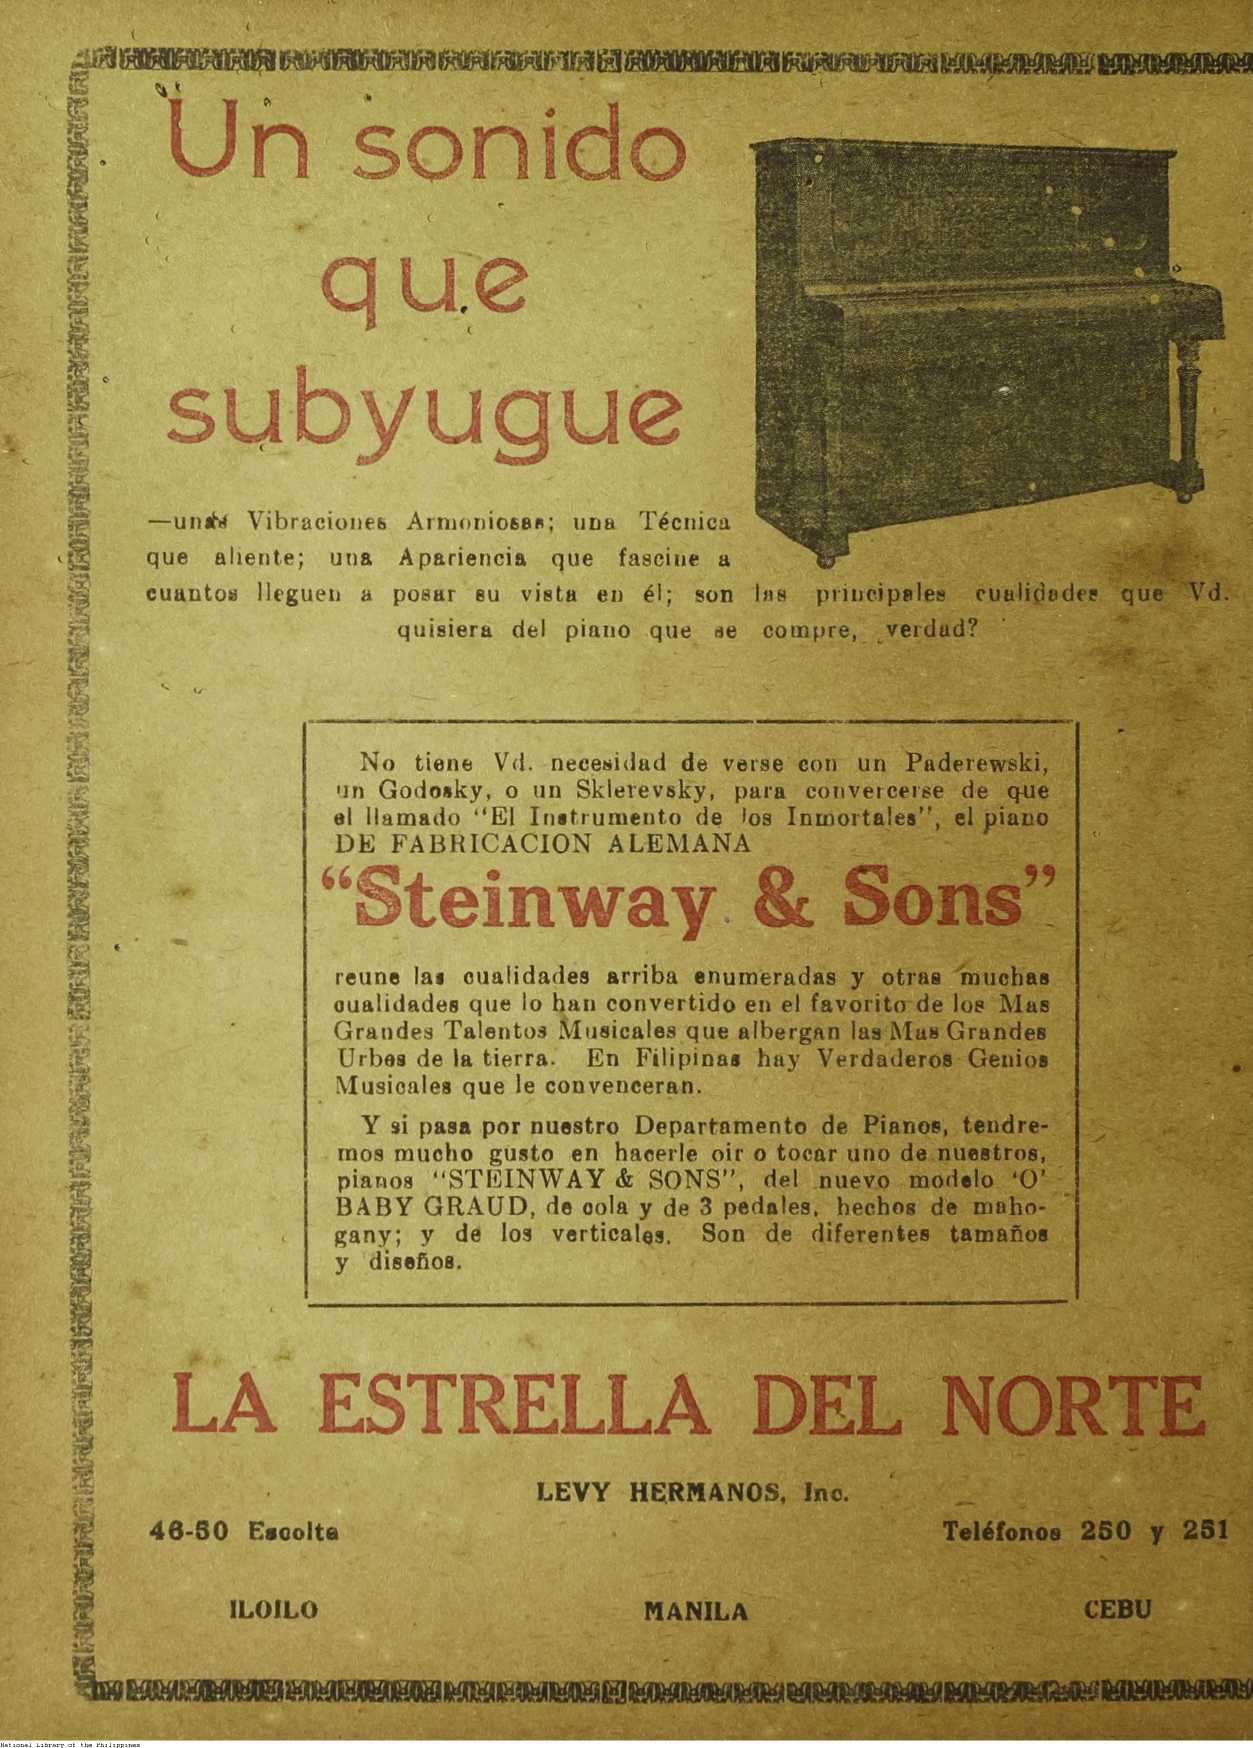 Un sonido
que
subyugue
—unas Vibraciones Armoniosas; una Técnica
que aliente; una Apariencia que fascine a
cuantos lleguen a posar su vista en él; son las principales cualidades que Vd.
quisiera del piano que se compre, verdad?
No tiene Vd. necesidad de verse con un Paderewski,
un Godosky, o un Sklerevsky, para convercerse de que
el llamado “El Instrumento de los Inmortales”, el piano
DE FABRICACION ALEMANA
“Steinway & Sons”
reune las cualidades arriba enumeradas y otras muchas
cualidades que lo han convertido en el favorito de los Mas
Grandes Talentos Musicales que albergan las Mas Grandes
Urbes de la tierra. En Filipinas hay Verdaderos Genios
Musicales que le convenceran.
Y si pasa por nuestro Departamento de Pianos, tendre-
mos mucho gusto en hacerle oir o tocar uno de nuestros,
pianos “STEINWAY & SONS”, del nuevo modelo ‘O’
BABY GRAUD, de cola y de 3 pedales, hechos de maho-
gany; y de los verticales. Son de diferentes tamaños
y diseños.
LA ESTRELLA DEL NORTE
LEVY HERMANOS, Inc.
46-50 Escolta Teléfonos 250 y 251
ILOILO MANILA CEBU
National Library of the Philippines